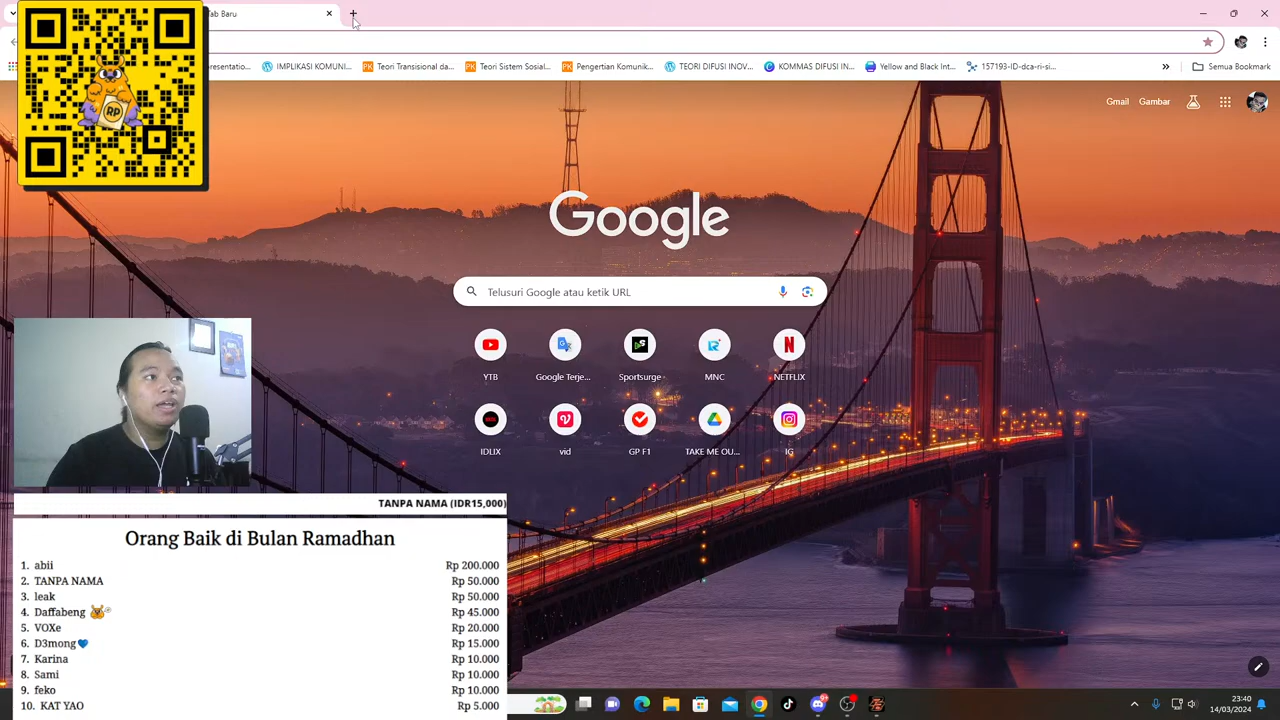 Tab Baru
resentatio...
IMPLIKASI KOMUNI...
Teori Transisional da...
Teori Sistem Sosial...
Pengertian Komunik...
TEORI DIFUSI INOV...
KOMMAS DIFUSI IN...
Yellow and Black Int...
157193-ID-dca-ri-si...
»
Semua Bookmark
RP
Gmail
Gambar
Google
Telusuri Google atau ketik URL
YTB
Google Terje...
Sportsurge
MNC
NETFLIX
IDLIX
vid
GP F1
TAKE ME OU...
IG
TANPA NAMA (IDR15,000)
Orang Baik di Bulan Ramadhan
1. abii Rp 200.000
2. TANPA NAMA Rp 50.000
3. leak Rp 50.000
4. Daffabeng Rp 45.000
5. VOXe Rp 20.000
6. D3mong💙 Rp 15.000
7. Karina Rp 10.000
8. Sami Rp 10.000
9. feko Rp 10.000
10. KAT YAO Rp 5.000
23:40
14/03/2024